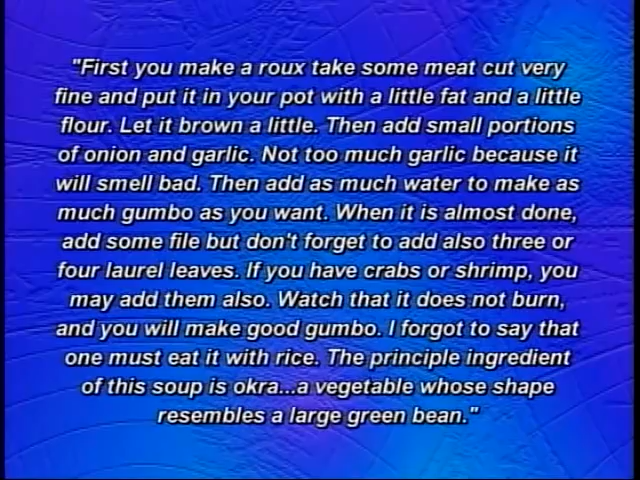 "First you make a roux take some meat cut very
fine and put it in your pot with a little fat and a little
flour. Let it brown a little. Then add small portions
of onion and garlic. Not too much garlic because it
will smell bad. Then add as much water to make as
much gumbo as you want. When it is almost done,
add some file but don't forget to add also three or
four laurel leaves. If you have crabs or shrimp, you
may add them also. Watch that it does not burn,
and you will make good gumbo. I forgot to say that
one must eat it with rice. The principle ingredient
of this soup is okra...a vegetable whose shape
resembles a large green bean."